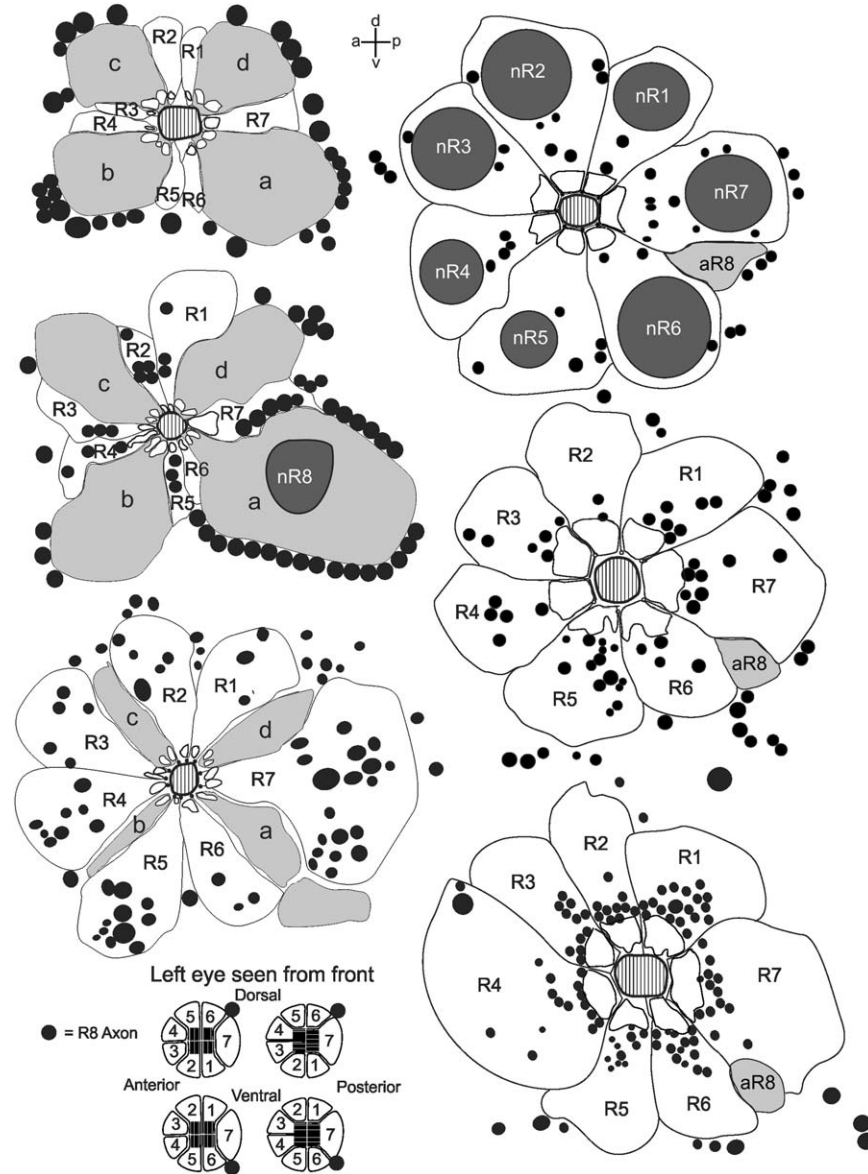 R2
R1
c
d
R3
R4
R7
b
a
R5
R6
d
a p
v
nR2
nR1
nR3
nR7
nR4
aR8
nR5
nR6
R1
R2
d
c
R3
R7
R4
R6
nR8
b
R5
a
R2
R1
R3
R4
R7
R5
R6
aR8
R2
R1
c
d
R3
R7
R4
b
a
R5
R6
R2
R1
R3
R4
R7
R5
R6
aR8
Left eye seen from front
Dorsal
= R8 Axon
5 6
4
3
7
2 1
5 6
4
3
7
2 1
Anterior
Ventral
Posterior
2 1
3
4
7
5 6
2 1
3
4
7
5 6